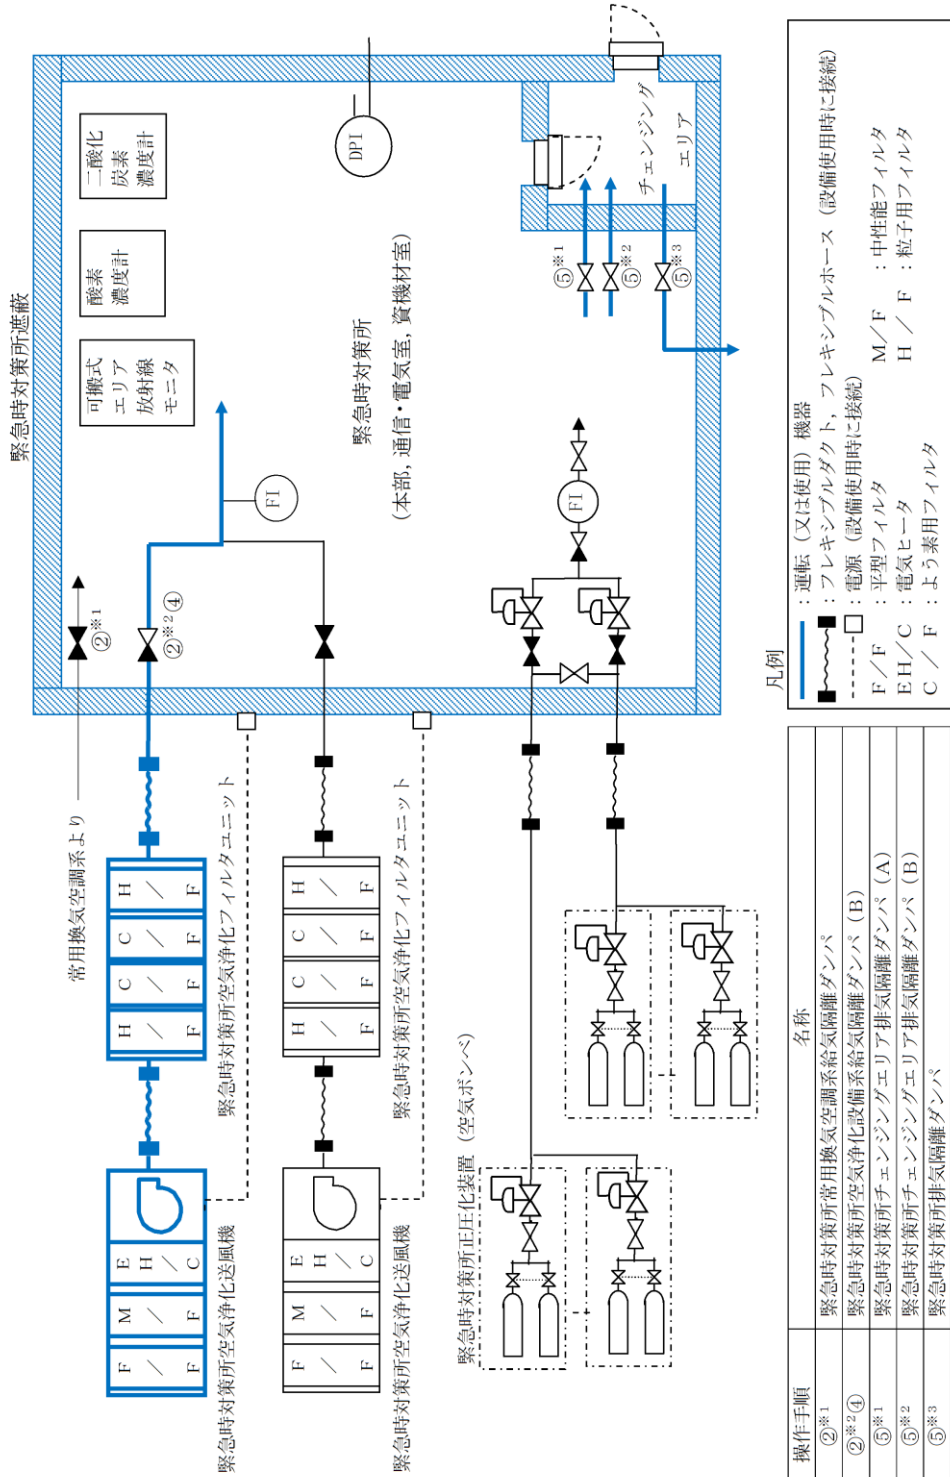 緊急時対策所遮蔽
常用換気空調系より
②※1
②※2④
可搬式
エリア
放射線
モニタ
酸素
濃度計
二酸化
炭素
濃度計
FI
DPI
緊急時対策所
(本部, 通信・電気室, 資機材室)
チェンジング
エリア
⑤※1
⑤※2
⑤※3
FI
F/F
M/F
EH/C
H/F
C/F
C/F
H/F
緊急時対策所空気浄化送風機
緊急時対策所空気浄化フィルタユニット
F/F
M/F
EH/C
H/F
C/F
C/F
H/F
緊急時対策所空気浄化送風機
緊急時対策所空気浄化フィルタユニット
緊急時対策所正圧化装置 (空気ボンベ)
操作手順 名称
②※1 緊急時対策所常用換気空調系給気隔離ダンパ
②※2④ 緊急時対策所空気浄化設備系給気隔離ダンパ (B)
⑤※1 緊急時対策所チェンジングエリア排気隔離ダンパ (A)
⑤※2 緊急時対策所チェンジングエリア排気隔離ダンパ (B)
⑤※3 緊急時対策所排気隔離ダンパ
凡例
：運転 (又は使用) 機器
：フレキシブルダクト, フレキシブルホース (設備使用時に接続)
：電源 (設備使用時に接続)
F/F ：平型フィルタ M/F ：中性能フィルタ
EH/C ：電気ヒータ H/F ：粒子用フィルタ
C/F ：よう素用フィルタ